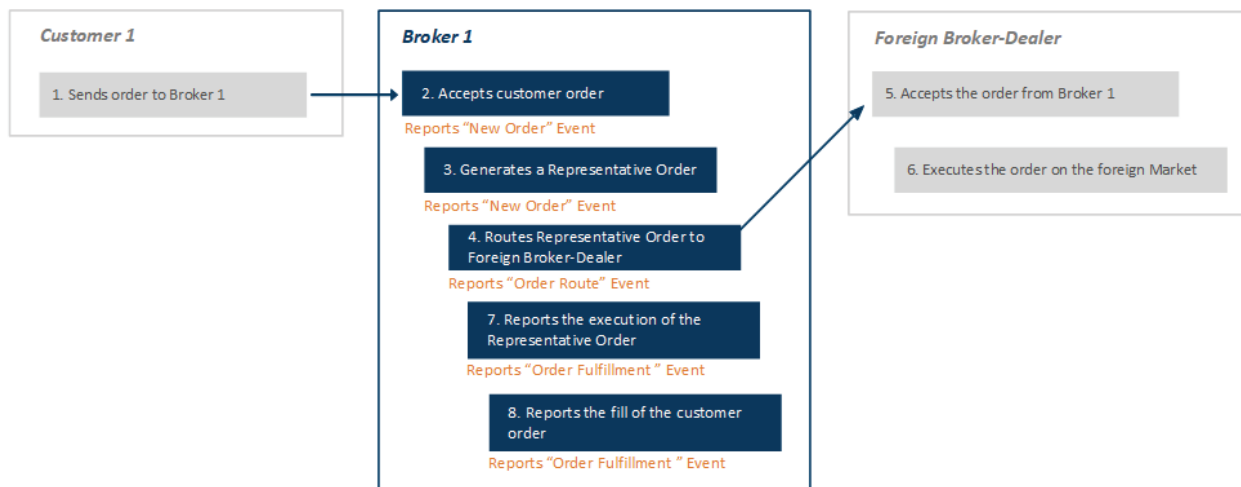 Customer 1
1. Sends order to Broker 1
Broker 1
2. Accepts customer order
Reports “New Order” Event
3. Generates a Representative Order
Reports “New Order” Event
4. Routes Representative Order to
Foreign Broker-Dealer
Reports “Order Route” Event
7. Reports the execution of the
Representative Order
Reports “Order Fulfillment ” Event
8. Reports the fill of the customer
order
Reports “Order Fulfillment ” Event
Foreign Broker-Dealer
5. Accepts the order from Broker 1
6. Executes the order on the foreign Market